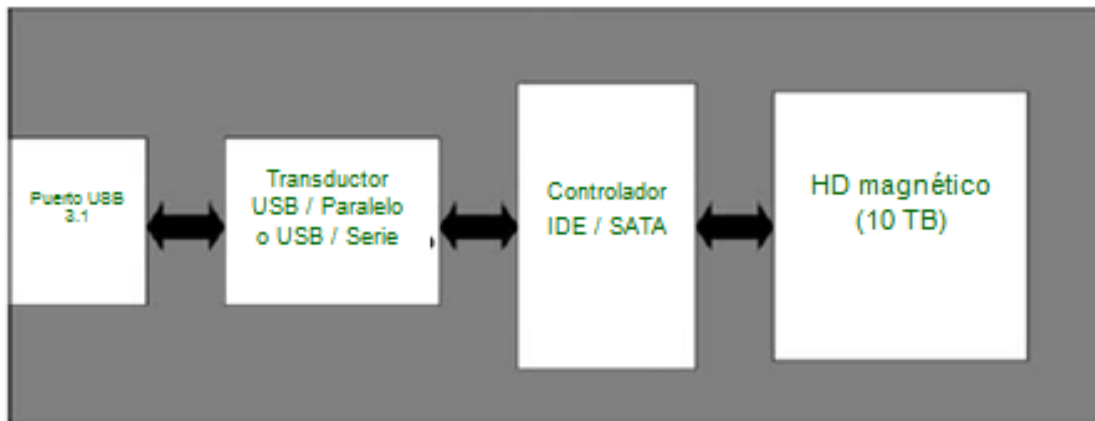 Puerto USB
3.1
Transductor
USB / Paralelo
o USB / Serie
Controlador
IDE / SATA
HD magnético
(10 TB)